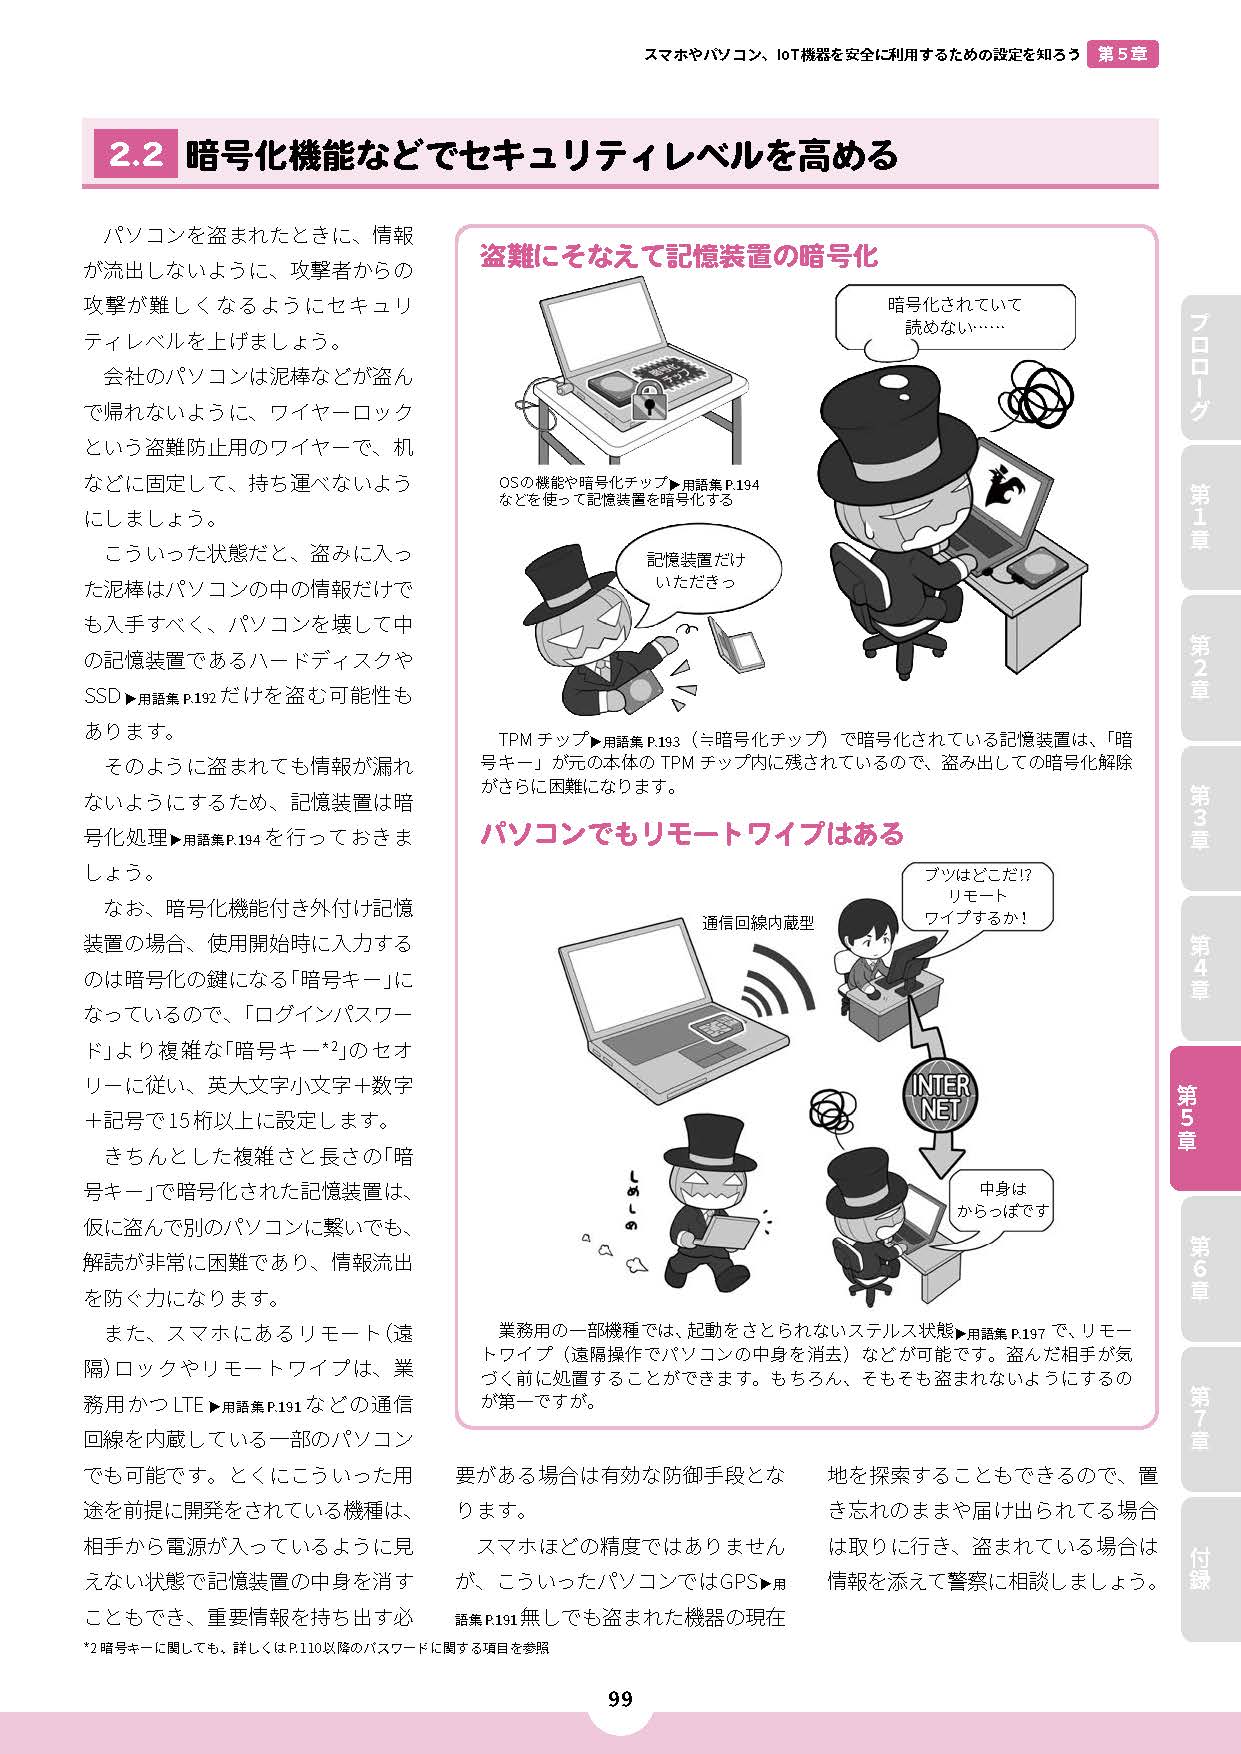 スマホやパソコン、IoT機器を安全に利用するための設定を知ろう 第5章
2.2 暗号化機能などでセキュリティレベルを高める
パソコンを盗まれたときに、情報
が流出しないように、攻撃者からの
攻撃が難しくなるようにセキュリ
ティレベルを上げましょう。
会社のパソコンは泥棒などが盗ん
で帰れないように、ワイヤーロック
という盗難防止用のワイヤーで、机
などに固定して、持ち運べないよう
にしましょう。
こういった状態だと、盗みに入っ
た泥棒はパソコンの中の情報だけで
も入手すべく、パソコンを壊して中
の記憶装置であるハードディスクや
SSD▶用語集P.192だけを盗む可能性も
あります。
そのように盗まれても情報が漏れ
ないようにするため、記憶装置は暗
号化処理▶用語集P.194を行っておきま
しょう。
なお、暗号化機能付き外付け記憶
装置の場合、使用開始時に入力する
のは暗号化の鍵になる「暗号キー」に
なっているので、「ログインパスワー
ド」より複雑な「暗号キー*2」のセオ
リーに従い、英大文字小文字＋数字
＋記号で15桁以上に設定します。
きちんとした複雑さと長さの「暗
号キー」で暗号化された記憶装置は、
仮に盗んで別のパソコンに繋いでも、
解読が非常に困難であり、情報流出
を防ぐ力になります。
また、スマホにあるリモート（遠
隔）ロックやリモートワイプは、業
務用かつLTE▶用語集P.191などの通信
回線を内蔵している一部のパソコン
でも可能です。とくにこういった用
途を前提に開発をされている機種は、
相手から電源が入っているように見
えない状態で記憶装置の中身を消す
こともでき、重要情報を持ち出す必
盗難にそなえて記憶装置の暗号化
暗号化
チップ
暗号化されていて
読めない……
OSの機能や暗号化チップ▶用語集P.194
などを使って記憶装置を暗号化する
記憶装置だけ
いただきっ
TPMチップ▶用語集P.193（≒暗号化チップ）で暗号化されている記憶装置は、「暗
号キー」が元の本体のTPMチップ内に残されているので、盗み出しての暗号化解除
がさらに困難になります。
パソコンでもリモートワイプはある
通信回線内蔵型
ブツはどこだ!?
リモート
ワイプするか！
INTER
NET
しめしめ
中身は
からっぽです
業務用の一部機種では、起動をさとられないステルス状態▶用語集P.197で、リモー
トワイプ（遠隔操作でパソコンの中身を消去）などが可能です。盗んだ相手が気
づく前に処置することができます。もちろん、そもそも盗まれないようにするの
が第一ですが。
要がある場合は有効な防御手段とな
ります。
スマホほどの精度ではありません
が、こういったパソコンではGPS▶用
語集P.191無しでも盗まれた機器の現在
地を探索することもできるので、置
き忘れのままや届け出られてる場合
は取りに行き、盗まれている場合は
情報を添えて警察に相談しましょう。
*2 暗号キーに関しても、詳しくはP.110以降のパスワードに関する項目を参照
プロローグ
第1章
第2章
第3章
第4章
第5章
第6章
第7章
付録
99